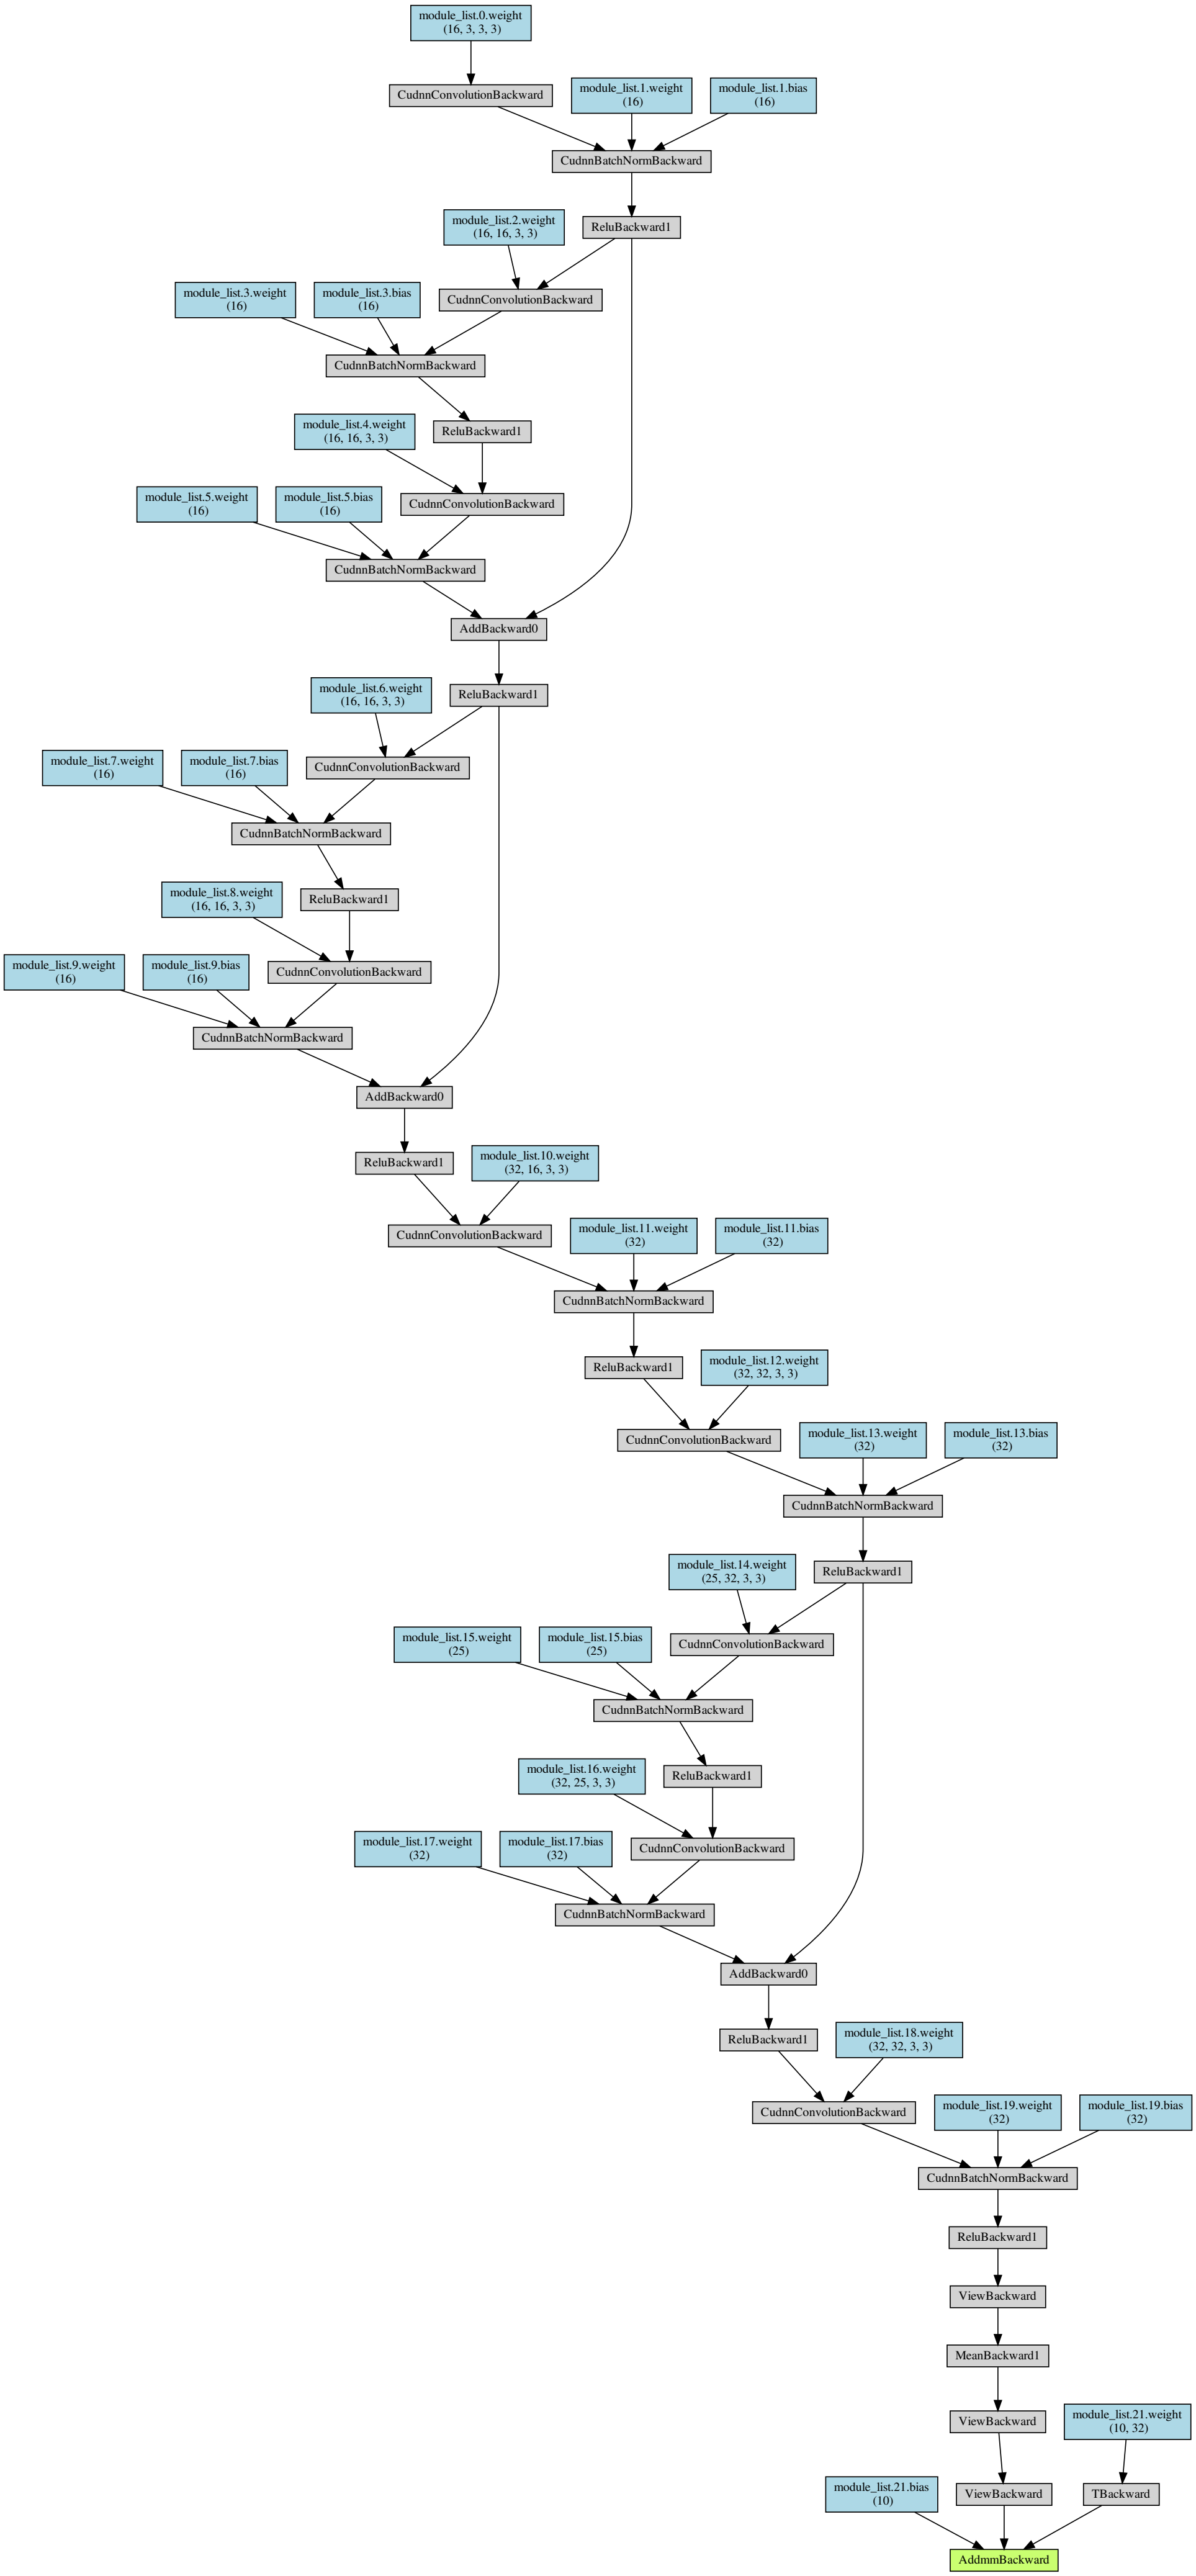 module_list.0.weight
(16, 3, 3, 3)
CudnnConvolutionBackward
module_list.1.weight
(16)
module_list.1.bias
(16)
CudnnBatchNormBackward
module_list.2.weight
(16, 16, 3, 3)
ReluBackward1
module_list.3.weight
(16)
module_list.3.bias
(16)
CudnnConvolutionBackward
CudnnBatchNormBackward
module_list.4.weight
(16, 16, 3, 3)
ReluBackward1
module_list.5.weight
(16)
module_list.5.bias
(16)
CudnnConvolutionBackward
CudnnBatchNormBackward
AddBackward0
module_list.6.weight
(16, 16, 3, 3)
ReluBackward1
module_list.7.weight
(16)
module_list.7.bias
(16)
CudnnConvolutionBackward
CudnnBatchNormBackward
module_list.8.weight
(16, 16, 3, 3)
ReluBackward1
module_list.9.weight
(16)
module_list.9.bias
(16)
CudnnConvolutionBackward
CudnnBatchNormBackward
AddBackward0
ReluBackward1
module_list.10.weight
(32, 16, 3, 3)
CudnnConvolutionBackward
module_list.11.weight
(32)
module_list.11.bias
(32)
CudnnBatchNormBackward
ReluBackward1
module_list.12.weight
(32, 32, 3, 3)
CudnnConvolutionBackward
module_list.13.weight
(32)
module_list.13.bias
(32)
CudnnBatchNormBackward
module_list.14.weight
(25, 32, 3, 3)
ReluBackward1
module_list.15.weight
(25)
module_list.15.bias
(25)
CudnnConvolutionBackward
CudnnBatchNormBackward
module_list.16.weight
(32, 25, 3, 3)
ReluBackward1
module_list.17.weight
(32)
module_list.17.bias
(32)
CudnnConvolutionBackward
CudnnBatchNormBackward
AddBackward0
ReluBackward1
module_list.18.weight
(32, 32, 3, 3)
CudnnConvolutionBackward
module_list.19.weight
(32)
module_list.19.bias
(32)
CudnnBatchNormBackward
ReluBackward1
ViewBackward
MeanBackward1
ViewBackward
module_list.21.weight
(10, 32)
module_list.21.bias
(10)
ViewBackward
TBackward
AddmmBackward